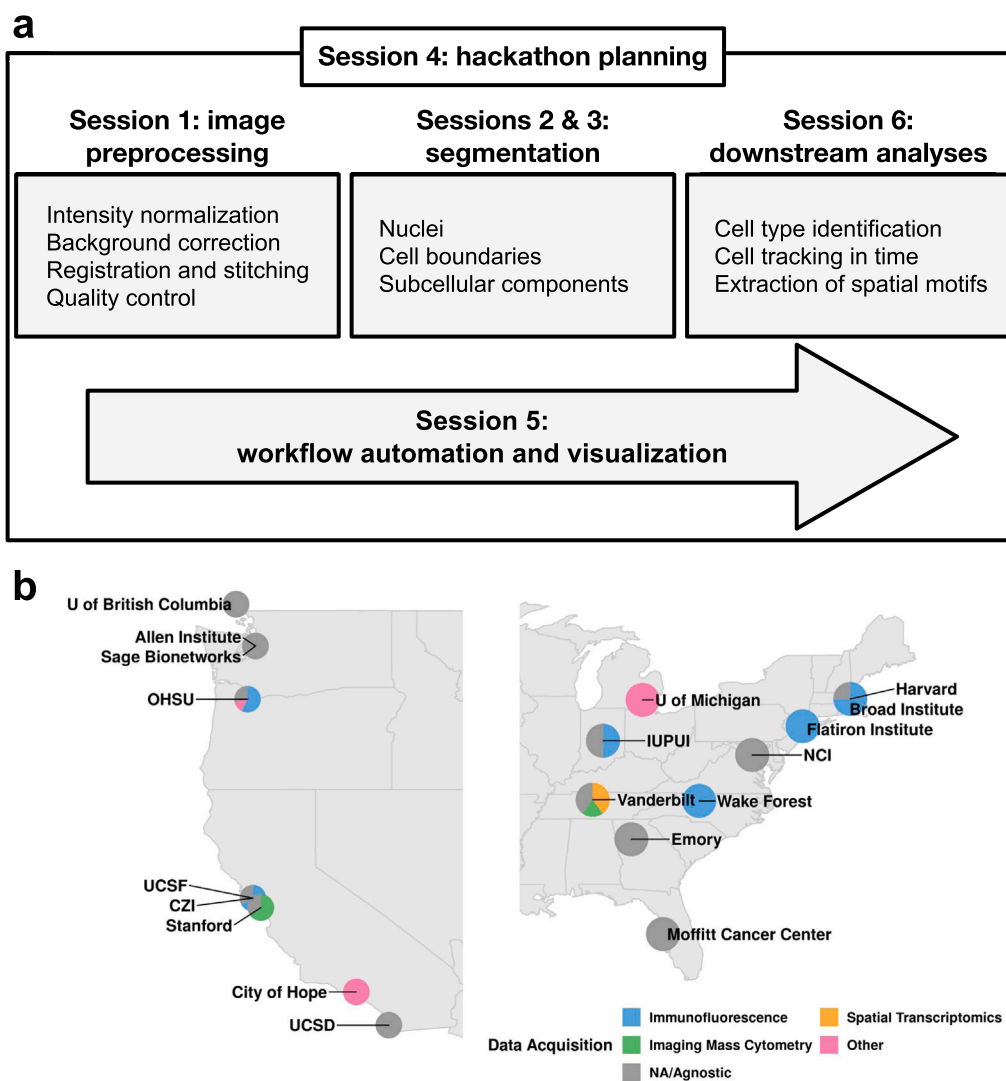 a
Session 4: hackathon planning
Session 1: image
preprocessing
Intensity normalization
Background correction
Registration and stitching
Quality control
Sessions 2 & 3:
segmentation
Nuclei
Cell boundaries
Subcellular components
Session 6:
downstream analyses
Cell type identification
Cell tracking in time
Extraction of spatial motifs
Session 5:
workflow automation and visualization
b
U of British Columbia
Allen Institute
Sage Bionetworks
OHSU
UCSF
CZI
Stanford
City of Hope
UCSD
U of Michigan
Harvard
Broad Institute
Flatiron Institute
IUPUI
NCI
Vanderbilt
Wake Forest
Emory
Moffitt Cancer Center
Data Acquisition
Immunofluorescence
Imaging Mass Cytometry
NA/Agnostic
Spatial Transcriptomics
Other